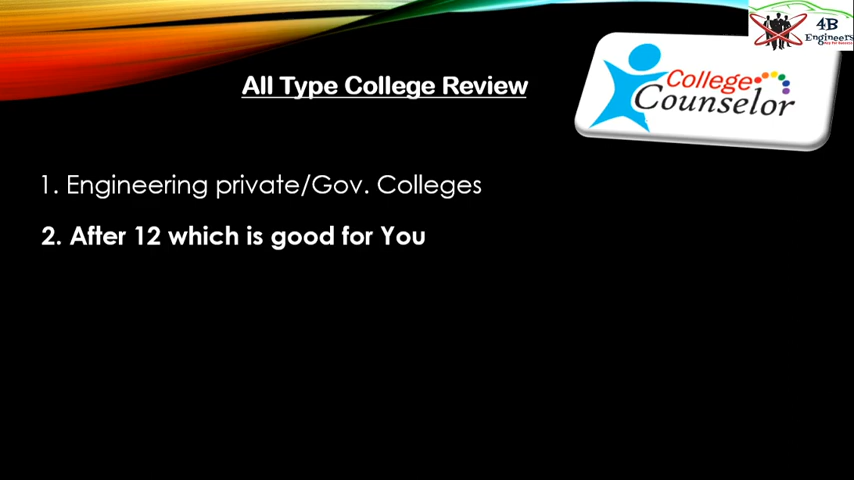 4B
Engineers
College
Counselor
All Type College Review
1. Engineering private/Gov. Colleges
2. After 12 which is good for You